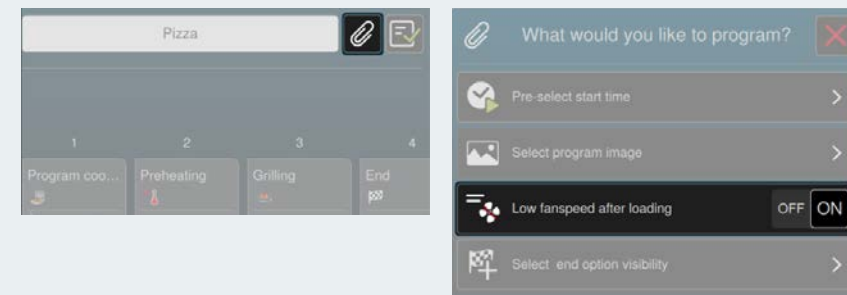 Pizza
1 2 3 4
Program coo... Preheating Grilling End
What would you like to program?
Pre-select start time
Select program image
Low fanspeed after loading OFF ON
Select end option visibility